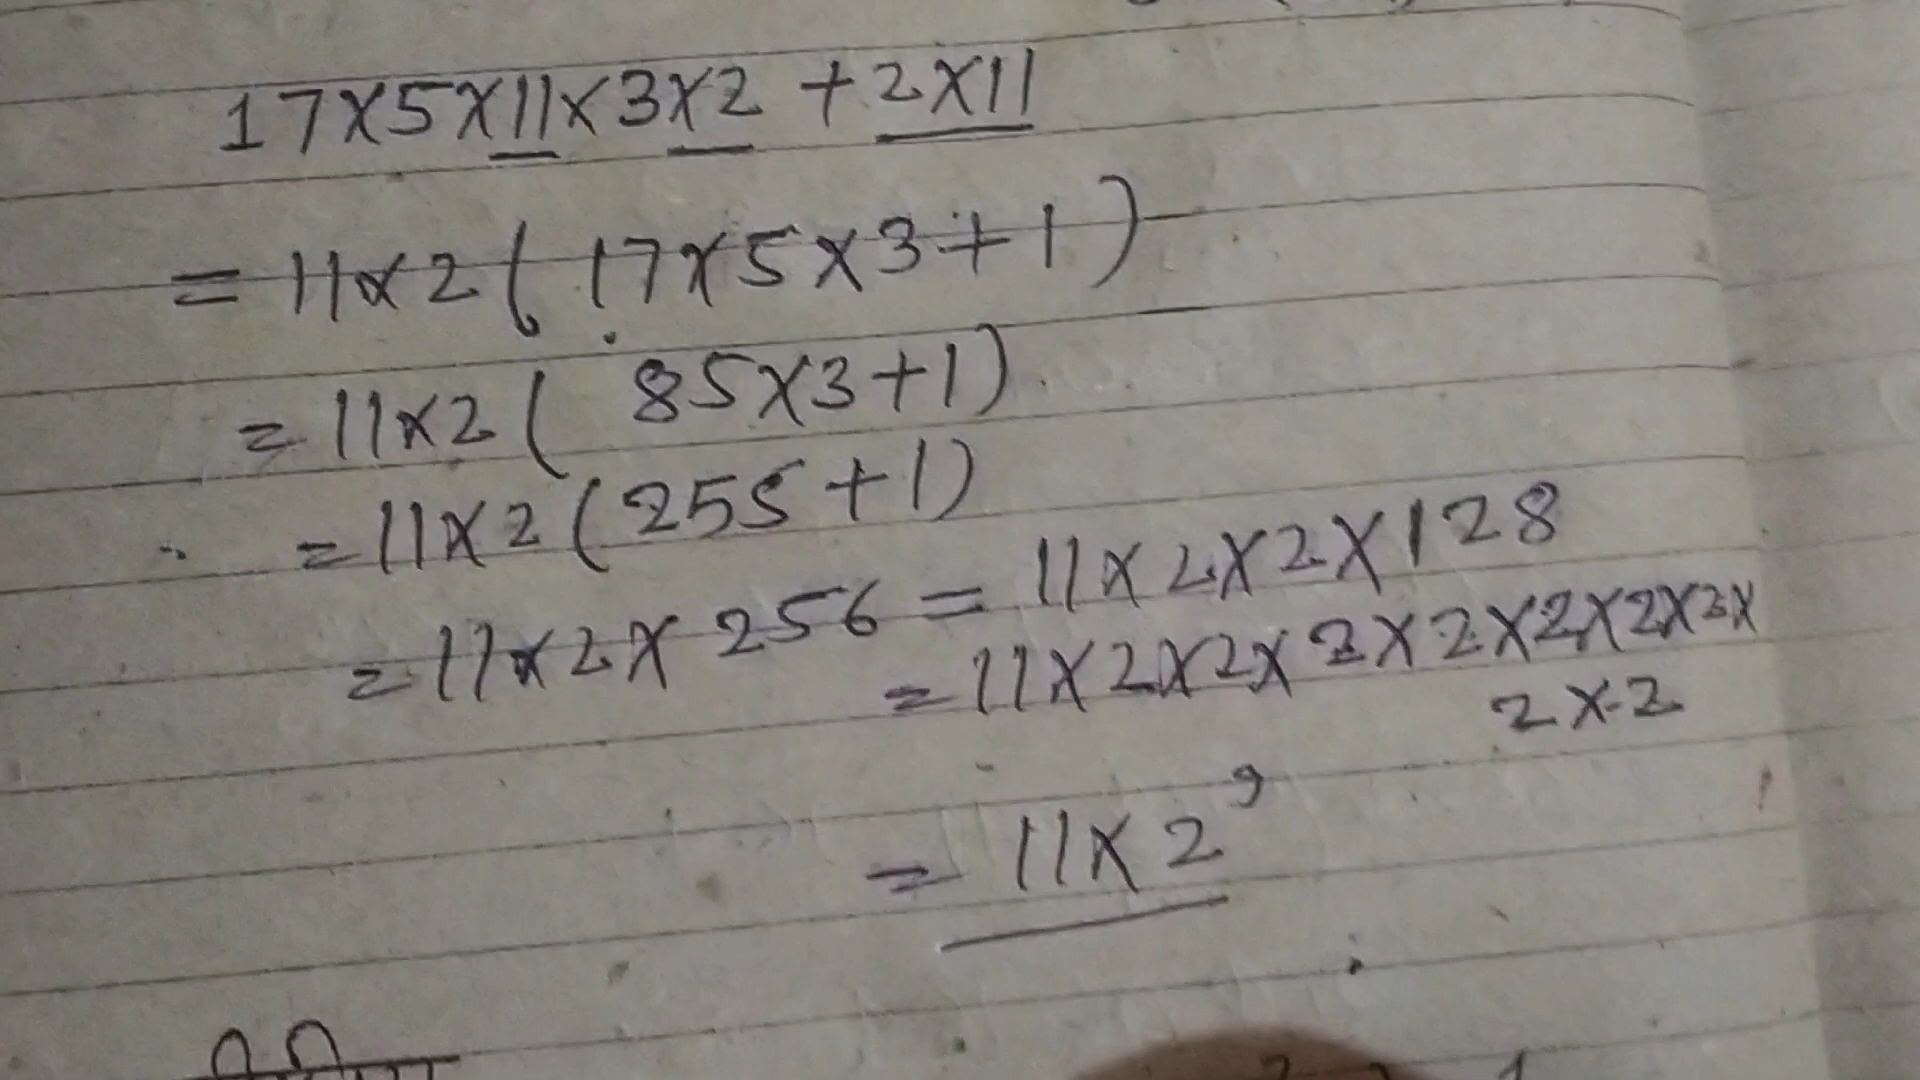 17×5×11×3×2 + 2×11
= 11×2 ( 17×5×3+1 )
= 11×2 ( 85×3+1 )
= 11×2 ( 255 + 1 )
= 11×2× 256 = 11×2×2×128
= 11×2×2×2×2×2×2×2×
2×2
= 11×2⁹